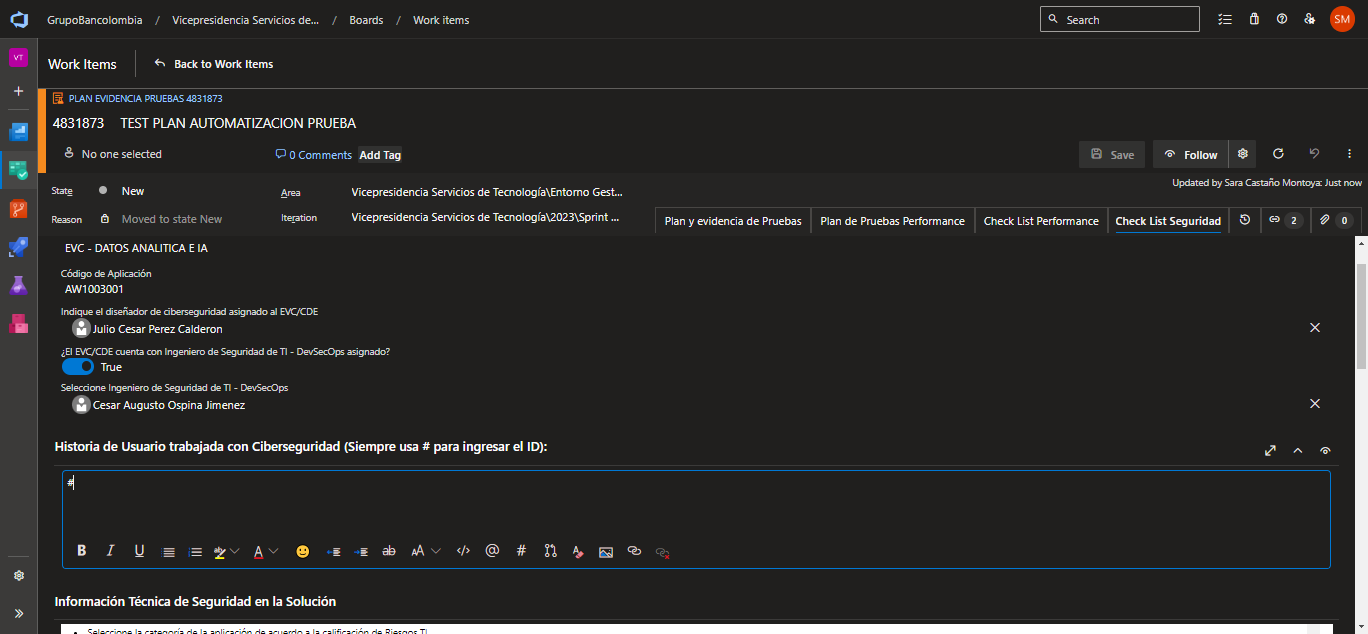 GrupoBancolombia / Vicepresidencia Servicios de... / Boards / Work items
Search
SM
VT
Work Items
Back to Work Items
PLAN EVIDENCIA PRUEBAS 4831873
4831873 TEST PLAN AUTOMATIZACION PRUEBA
No one selected
0 Comments
Add Tag
Save
Follow
Updated by Sara Castaño Montoya: Just now
State New
Area Vicepresidencia Servicios de Tecnología\Entorno Gest...
Reason Moved to state New
Iteration Vicepresidencia Servicios de Tecnología\2023\Sprint ...
Plan y evidencia de Pruebas
Plan de Pruebas Performance
Check List Performance
Check List Seguridad
2
0
EVC - DATOS ANALITICA E IA
Código de Aplicación
AW1003001
Indique el diseñador de ciberseguridad asignado al EVC/CDE
Julio Cesar Perez Calderon
¿El EVC/CDE cuenta con Ingeniero de Seguridad de TI - DevSecOps asignado?
True
Seleccione Ingeniero de Seguridad de TI - DevSecOps
Cesar Augusto Ospina Jimenez
Historia de Usuario trabajada con Ciberseguridad (Siempre usa # para ingresar el ID):
#
B I U ab A ab AA </> @ #
Información Técnica de Seguridad en la Solución
• Seleccione la categoría de la aplicación de acuerdo a la calificación de Riesgos TI